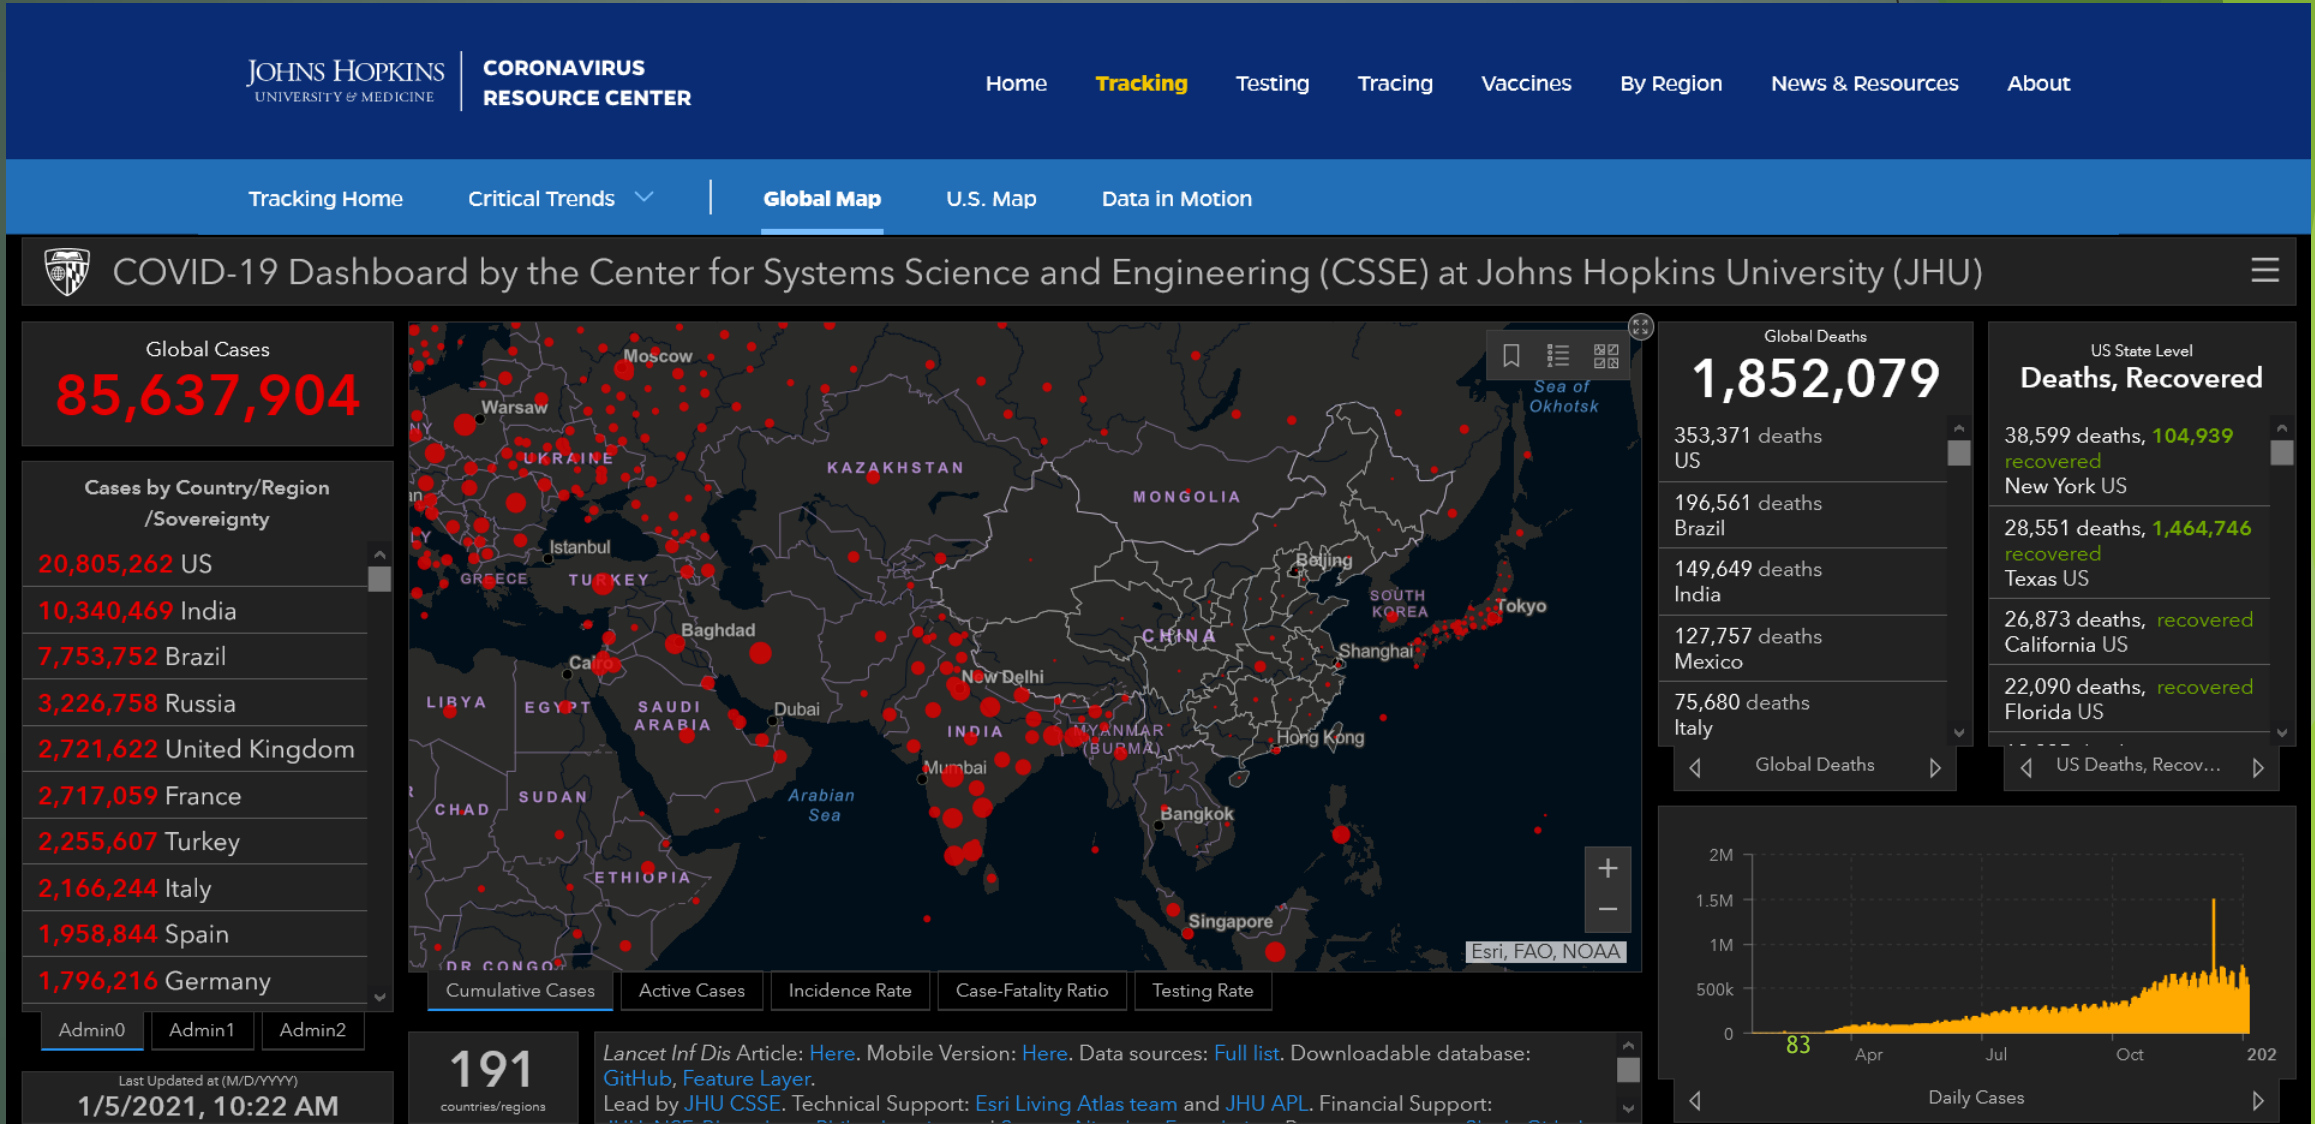 JOHNS HOPKINS
UNIVERSITY & MEDICINE
CORONAVIRUS
RESOURCE CENTER
Home
Tracking
Testing
Tracing
Vaccines
By Region
News & Resources
About
Tracking Home
Critical Trends
Global Map
U.S. Map
Data in Motion
COVID-19 Dashboard by the Center for Systems Science and Engineering (CSSE) at Johns Hopkins University (JHU)
Global Cases
85,637,904
Cases by Country/Region
/Sovereignty
20,805,262 US
10,340,469 India
7,753,752 Brazil
3,226,758 Russia
2,721,622 United Kingdom
2,717,059 France
2,255,607 Turkey
2,166,244 Italy
1,958,844 Spain
1,796,216 Germany
Admin0
Admin1
Admin2
Last Updated at (M/D/YYYY)
1/5/2021, 10:22 AM
Moscow
Sea of
Okhotsk
Warsaw
NY
UKRAINE
KAZAKHSTAN
MONGOLIA
an
LY
Istanbul
GREECE
TURKEY
Beijing
SOUTH
KOREA
Tokyo
Baghdad
CHINA
Shanghai
Cairo
New Delhi
LIBYA
EGYPT
SAUDI
ARABIA
Dubai
INDIA
MYANMAR
(BURMA)
Hong Kong
Mumbai
Arabian
Sea
SUDAN
CHAD
Bangkok
ETHIOPIA
Singapore
DR CONGO
+
−
Esri, FAO, NOAA
Cumulative Cases
Active Cases
Incidence Rate
Case-Fatality Ratio
Testing Rate
191
countries/regions
Lancet Inf Dis Article: Here. Mobile Version: Here. Data sources: Full list. Downloadable database:
GitHub, Feature Layer.
Lead by JHU CSSE. Technical Support: Esri Living Atlas team and JHU APL. Financial Support:
Global Deaths
1,852,079
353,371 deaths
US
196,561 deaths
Brazil
149,649 deaths
India
127,757 deaths
Mexico
75,680 deaths
Italy
Global Deaths
US State Level
Deaths, Recovered
38,599 deaths, 104,939
recovered
New York US
28,551 deaths, 1,464,746
recovered
Texas US
26,873 deaths, recovered
California US
22,090 deaths, recovered
Florida US
US Deaths, Recov...
2M
1.5M
1M
500k
0
83
Apr
Jul
Oct
202
Daily Cases